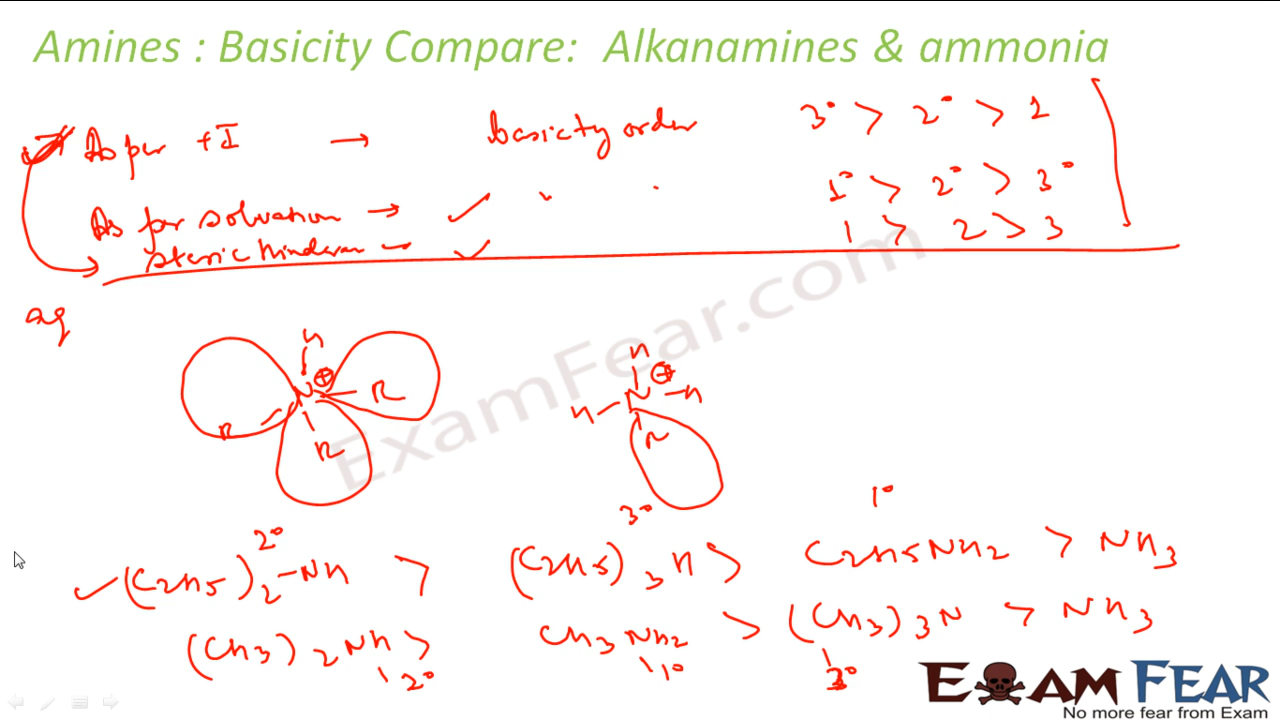 Amines : Basicity Compare: Alkanamines & ammonia
As per +I → basicity order 3° > 2° > 1
As per solvation → ✓ " " 1° > 2° > 3°
steric hinderan → ✓ 1 > 2 > 3
aq
H H
N ⊕ R N ⊕ H
R R H R
1°
2° 3°
✓ (C2H5)2-NH > (C2H5)3N > C2H5NH2 > NH3
(CH3)2NH > CH3NH2 > (CH3)3N > NH3
2° 1° 3°
ExamFear.com
EXAM FEAR
No more fear from Exam